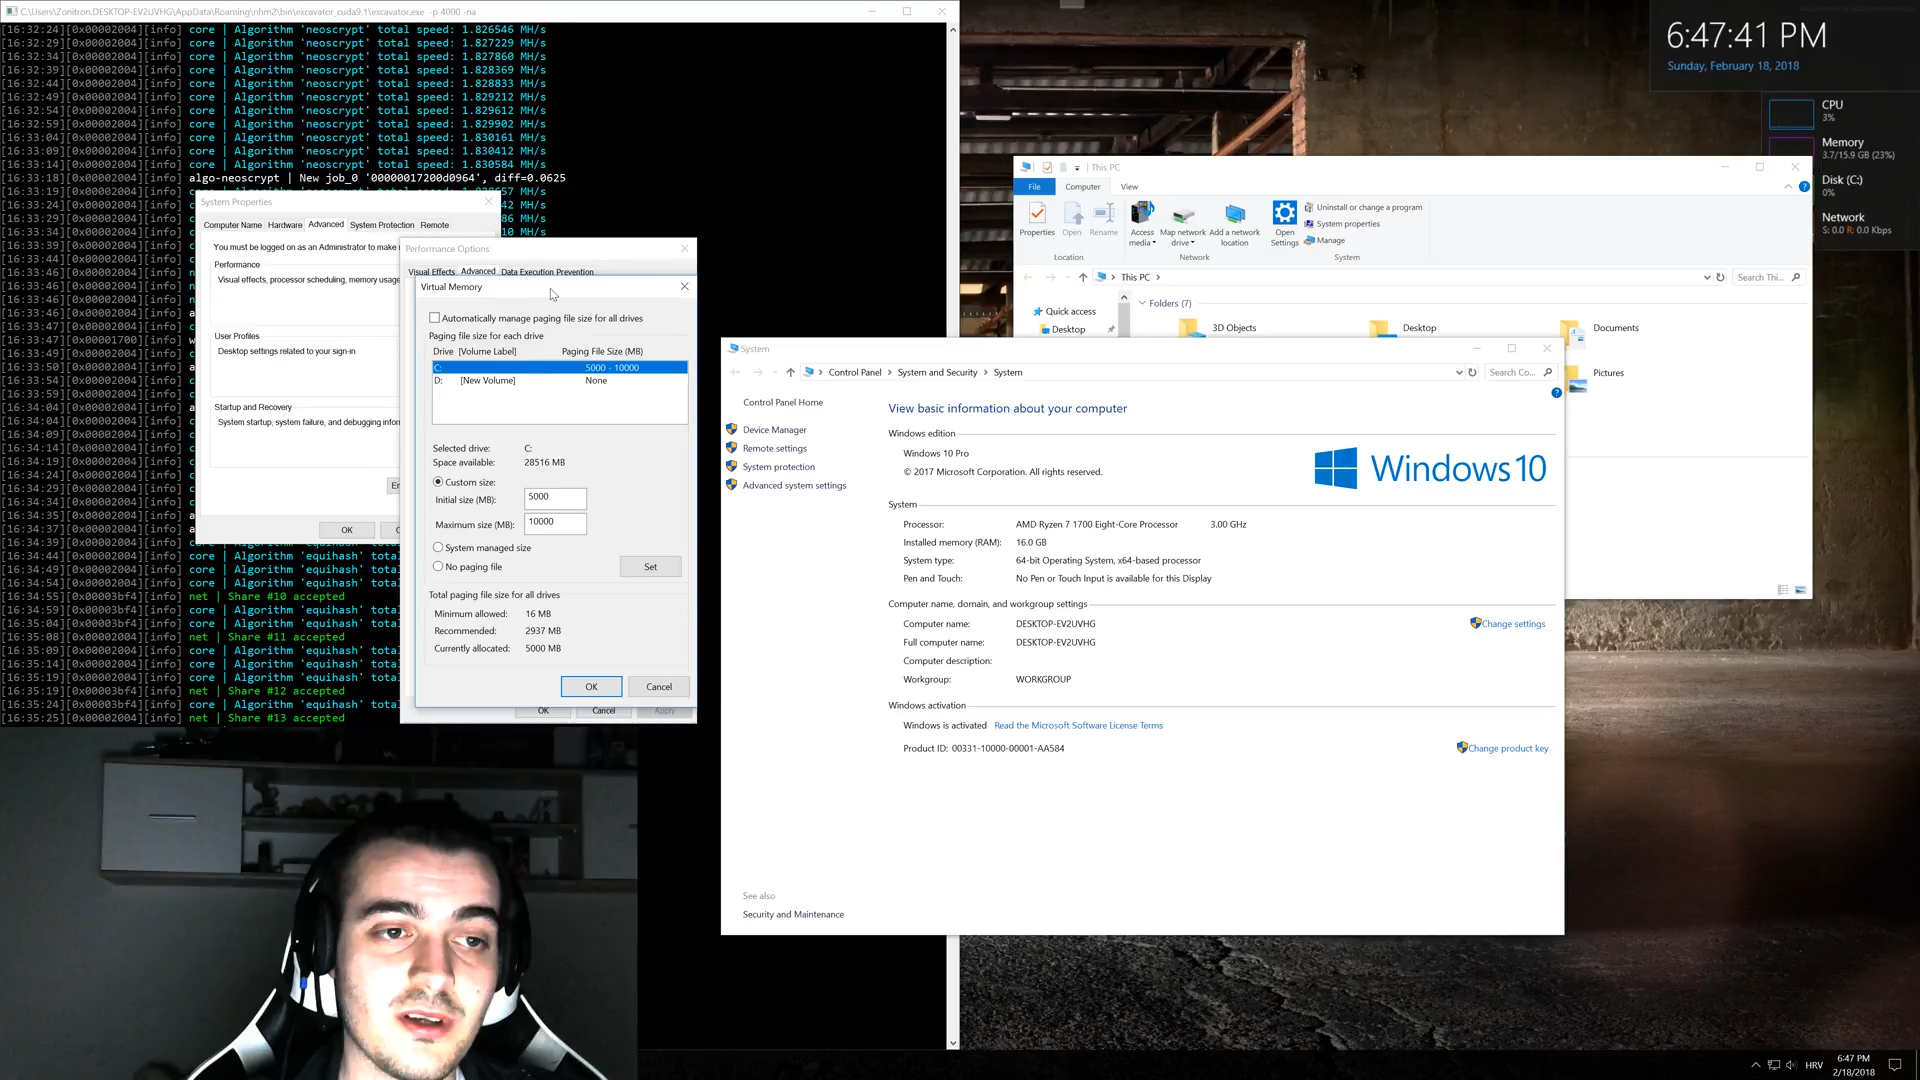 C:\Users\Zonitron.DESKTOP-EV2UVHG\AppData\Roaming\nhm2\bin\excavator_cuda9.1\excavator.exe -p 4000 -na
[16:32:24][0x00002004][info] core | Algorithm 'neoscrypt' total speed: 1.826546 MH/s
[16:32:29][0x00002004][info] core | Algorithm 'neoscrypt' total speed: 1.827229 MH/s
[16:32:34][0x00002004][info] core | Algorithm 'neoscrypt' total speed: 1.827860 MH/s
[16:32:39][0x00002004][info] core | Algorithm 'neoscrypt' total speed: 1.828369 MH/s
[16:32:44][0x00002004][info] core | Algorithm 'neoscrypt' total speed: 1.828833 MH/s
[16:32:49][0x00002004][info] core | Algorithm 'neoscrypt' total speed: 1.829212 MH/s
[16:32:54][0x00002004][info] core | Algorithm 'neoscrypt' total speed: 1.829612 MH/s
[16:32:59][0x00002004][info] core | Algorithm 'neoscrypt' total speed: 1.829902 MH/s
[16:33:04][0x00002004][info] core | Algorithm 'neoscrypt' total speed: 1.830161 MH/s
[16:33:09][0x00002004][info] core | Algorithm 'neoscrypt' total speed: 1.830412 MH/s
[16:33:14][0x00002004][info] core | Algorithm 'neoscrypt' total speed: 1.830584 MH/s
[16:33:18][0x00002004][info] algo-neoscrypt | New job_0 '00000017200d0964', diff=0.0625
[16:34:44][0x00002004][info] core | Algorithm 'equihash' tota
[16:34:49][0x00002004][info] core | Algorithm 'equihash' tota
[16:34:54][0x00002004][info] core | Algorithm 'equihash' tota
[16:34:59][0x00003bf4][info] net | Share #10 accepted
[16:35:04][0x00003bf4][info] core | Algorithm 'equihash' tota
[16:35:08][0x00002004][info] net | Share #11 accepted
[16:35:09][0x00003bf4][info] core | Algorithm 'equihash' tota
[16:35:14][0x00003bf4][info] core | Algorithm 'equihash' tota
[16:35:19][0x00003bf4][info] core | Algorithm 'equihash' tota
[16:35:19][0x00003bf4][info] net | Share #12 accepted
[16:35:24][0x00003bf4][info] core | Algorithm 'equihash' tota
[16:35:25][0x00002004][info] net | Share #13 accepted
System Properties
Computer Name Hardware Advanced System Protection Remote
You must be logged on as an Administrator to make
Performance
Visual effects, processor scheduling, memory usage
User Profiles
Desktop settings related to your sign-in
Startup and Recovery
System startup, system failure, and debugging infor
OK
Performance Options
Visual Effects Advanced Data Execution Prevention
Virtual Memory
Automatically manage paging file size for all drives
Paging file size for each drive
Drive [Volume Label] Paging File Size (MB)
C: 5000 - 10000
D: [New Volume] None
Selected drive: C:
Space available: 28516 MB
Custom size:
Initial size (MB): 5000
Maximum size (MB): 10000
System managed size
No paging file
Set
Total paging file size for all drives
Minimum allowed: 16 MB
Recommended: 2937 MB
Currently allocated: 5000 MB
OK Cancel
OK Cancel Apply
6:47:41 PM
Sunday, February 18, 2018
CPU
3%
Memory
3.7/15.9 GB (23%)
Disk (C:)
0%
Network
S: 0.0 R: 0.0 Kbps
This PC
File Computer View
Properties
Open
Rename
Access media
Map network drive
Add a network location
Open Settings
Uninstall or change a program
System properties
Manage
Location Network System
This PC
Search Thi...
Quick access
Desktop
Folders (7)
3D Objects
Desktop
Documents
Pictures
System
Control Panel > System and Security > System
Search Co...
Control Panel Home
Device Manager
Remote settings
System protection
Advanced system settings
View basic information about your computer
Windows edition
Windows 10 Pro
© 2017 Microsoft Corporation. All rights reserved.
Windows 10
System
Processor: AMD Ryzen 7 1700 Eight-Core Processor 3.00 GHz
Installed memory (RAM): 16.0 GB
System type: 64-bit Operating System, x64-based processor
Pen and Touch: No Pen or Touch Input is available for this Display
Computer name, domain, and workgroup settings
Computer name: DESKTOP-EV2UVHG
Change settings
Full computer name: DESKTOP-EV2UVHG
Computer description:
Workgroup: WORKGROUP
Windows activation
Windows is activated Read the Microsoft Software License Terms
Product ID: 00331-10000-00001-AA584
Change product key
See also
Security and Maintenance
HRV
6:47 PM
2/18/2018